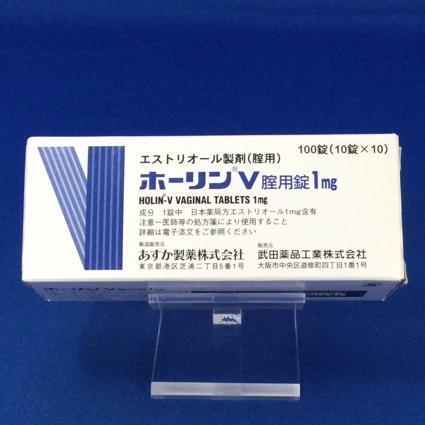 エストリオール製剤(腟用)
100錠(10錠×10)
ホーリン®V腟用錠1mg
HOLIN®-V VAGINAL TABLETS 1mg
成分 1錠中 日本薬局方エストリオール1mg含有
注意−医師等の処方箋により使用すること
詳細は電子添文をご参照ください
製造販売元
あすか製薬株式会社
東京都港区芝浦二丁目5番1号
販売元
武田薬品工業株式会社
大阪市中央区道修町四丁目1番1号